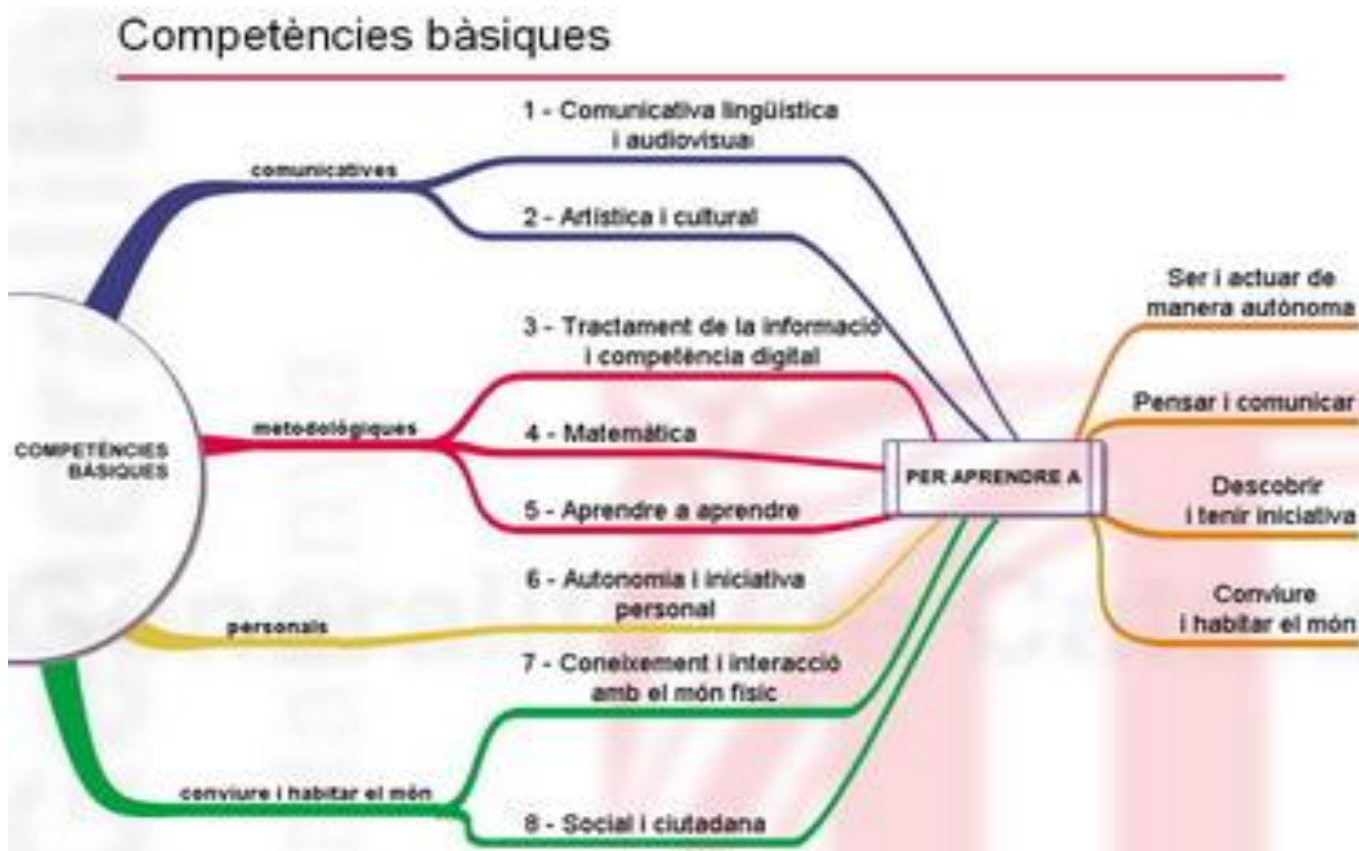 Competències bàsiques
1 - Comunicativa lingüística
i audiovisual
comunicatives
2 - Artística i cultural
Ser i actuar de
manera autònoma
3 - Tractament de la informació
i competència digital
Pensar i comunicar
metodològiques
4 - Matemàtica
COMPETÈNCIES
BÀSIQUES
PER APRENDRE A
Descobrir
i tenir iniciativa
5 - Aprendre a aprendre
6 - Autonomia i iniciativa
personal
Conviure
i habitar el món
personals
7 - Coneixement i interacció
amb el món físic
conviure i habitar el món
8 - Social i ciutadana